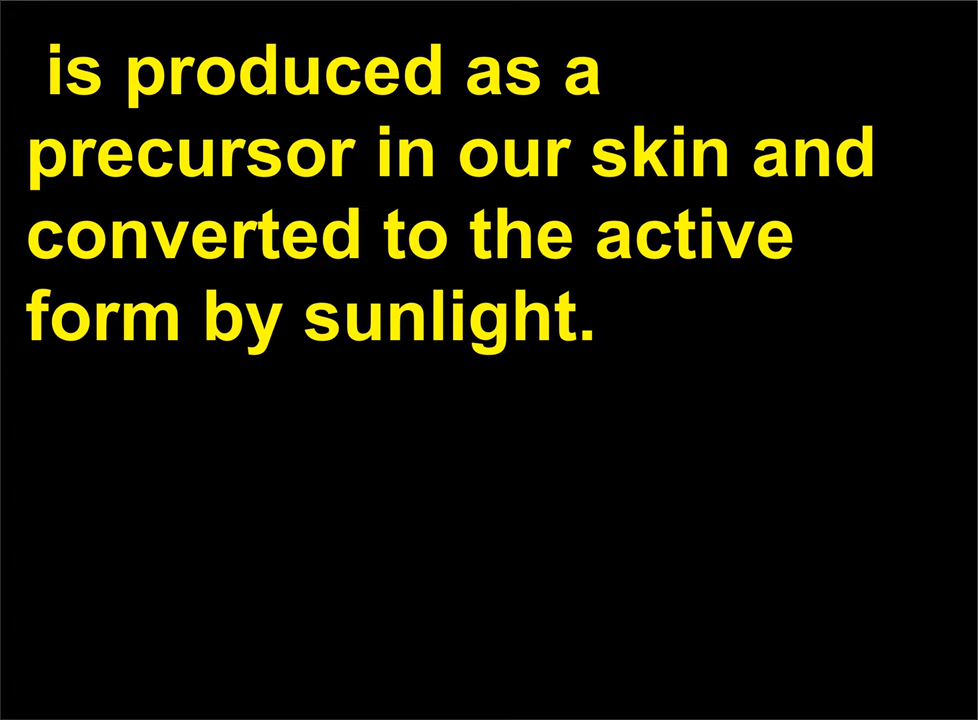 is produced as a
precursor in our skin and
converted to the active
form by sunlight.